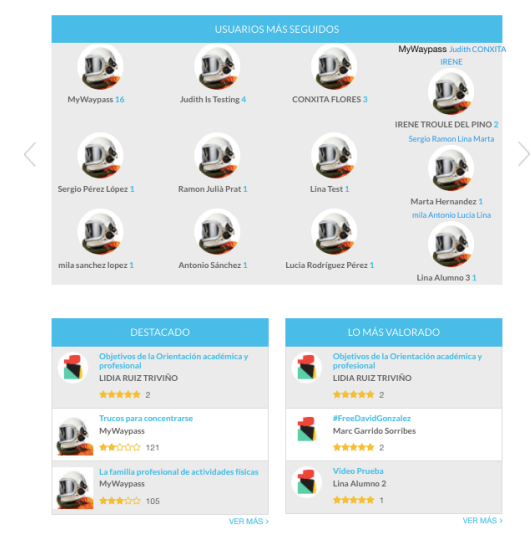 USUARIOS MÁS SEGUIDOS
MyWaypass Judith CONXITA
IRENE
MyWaypass 16
Judith Is Testing 4
CONXITA FLORES 3
IRENE TROULE DEL PINO 2
Sergio Ramon Lina Marta
Sergio Pérez López 1
Ramon Julià Prat 1
Lina Test 1
Marta Hernandez 1
mila Antonio Lucia Lina
mila sanchez lopez 1
Antonio Sánchez 1
Lucia Rodríguez Pérez 1
Lina Alumno 3 1
DESTACADO
Objetivos de la Orientación académica y
profesional
LIDIA RUIZ TRIVIÑO
2
Trucos para concentrarse
MyWaypass
121
La familia profesional de actividades físicas
MyWaypass
105
VER MÁS >
LO MÁS VALORADO
Objetivos de la Orientación académica y
profesional
LIDIA RUIZ TRIVIÑO
2
#FreeDavidGonzalez
Marc Garrido Sorribes
2
Video Prueba
Lina Alumno 2
1
VER MÁS >